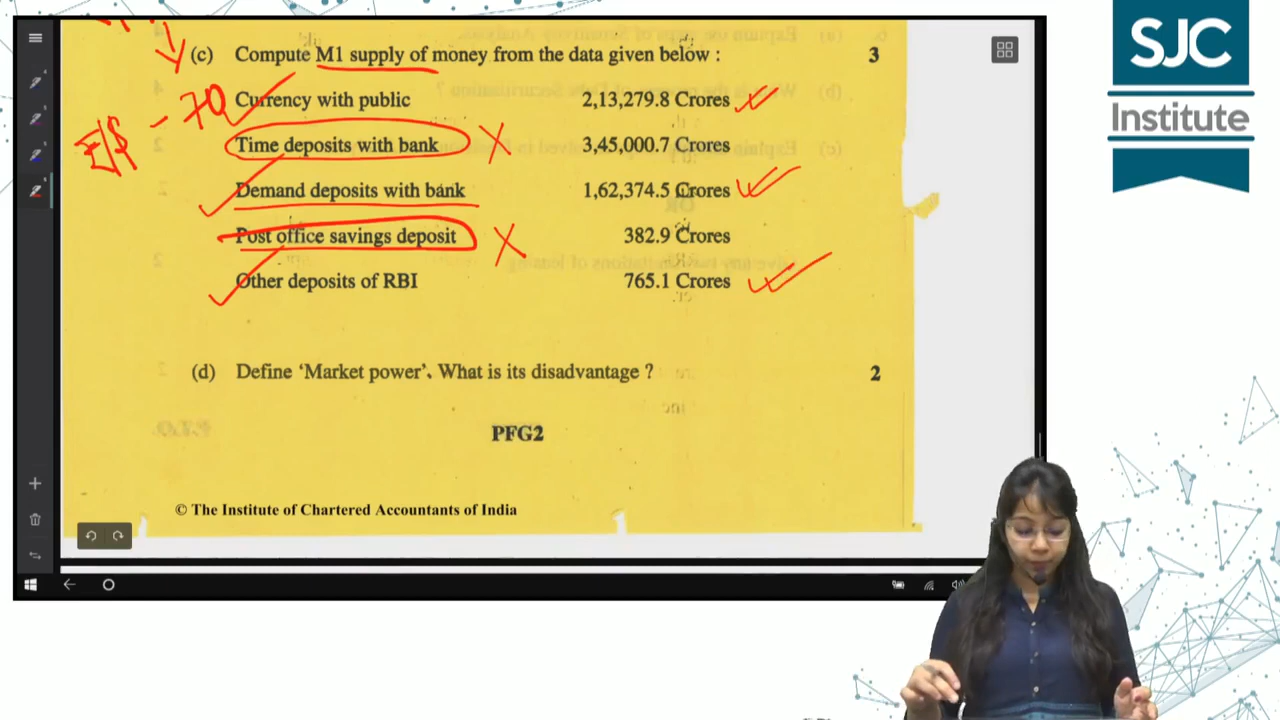 SJC
Institute
(c) Compute M1 supply of money from the data given below : 3
₹/$ - 70
Currency with public 2,13,279.8 Crores
Time deposits with bank 3,45,000.7 Crores
Demand deposits with bank 1,62,374.5 Crores
Post office savings deposit 382.9 Crores
Other deposits of RBI 765.1 Crores
(d) Define ‘Market power’. What is its disadvantage ? 2
PFG2
© The Institute of Chartered Accountants of India